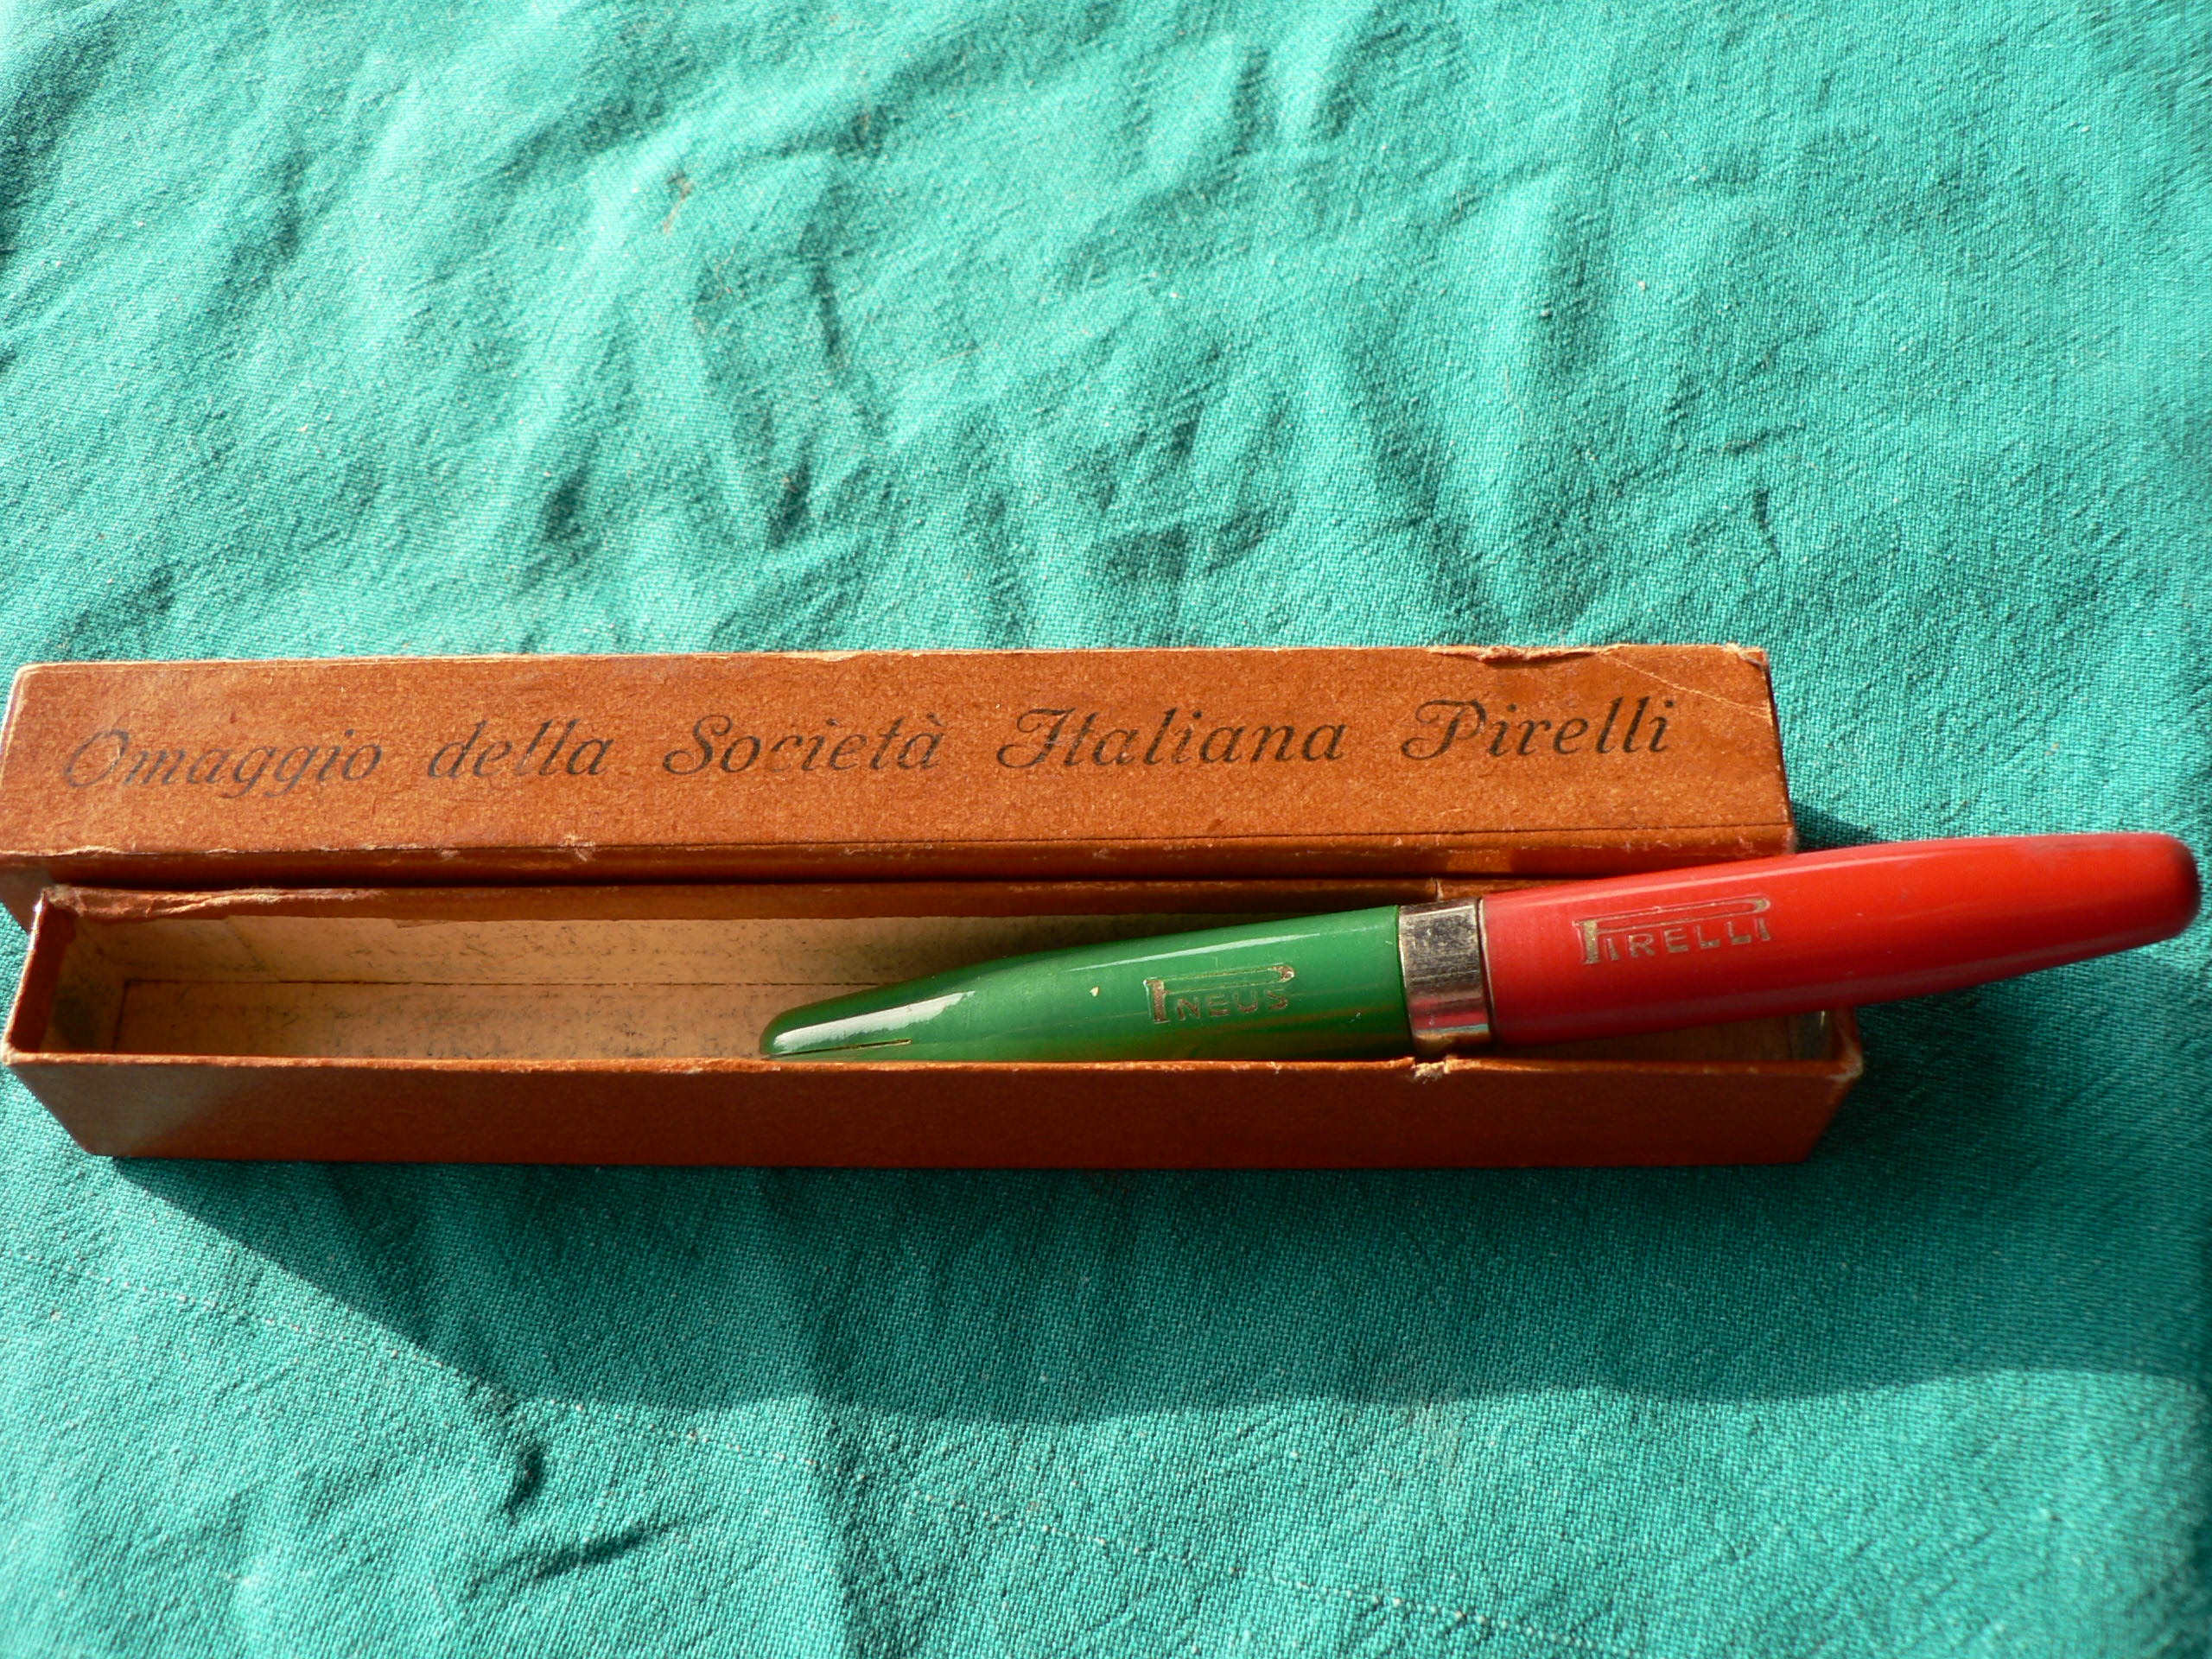 Omaggio della Società Italiana Pirelli
PNEUS
PIRELLI